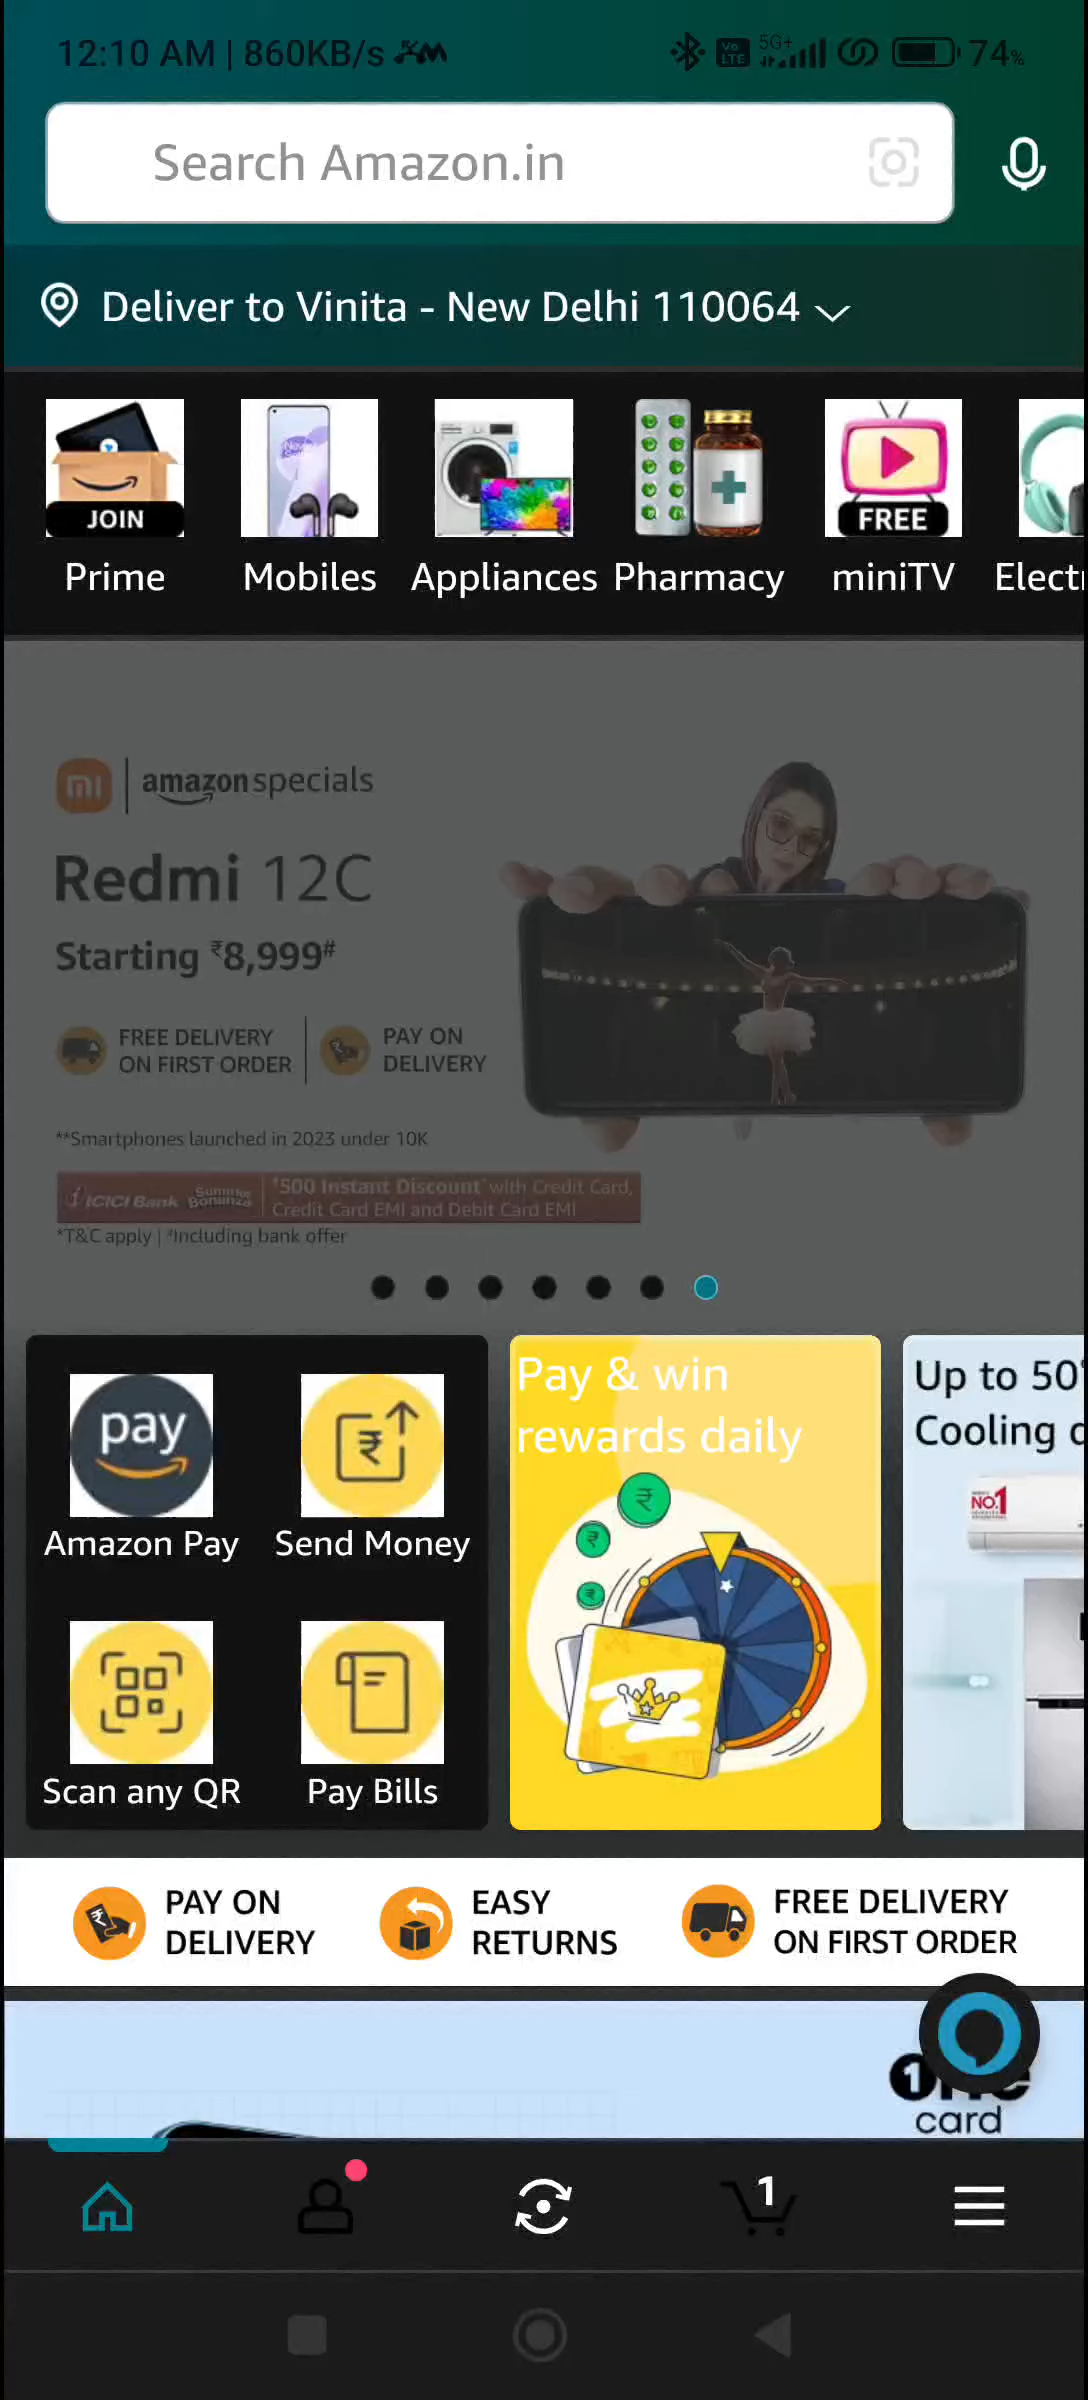 12:10 AM | 860KB/s
Vo LTE 5G+ 74%
Search Amazon.in
Deliver to Vinita - New Delhi 110064
JOIN
FREE
Prime Mobiles Appliances Pharmacy miniTV Electr
mi | amazon specials
Redmi 12C
Starting ₹8,999#
FREE DELIVERY
ON FIRST ORDER
PAY ON
DELIVERY
**Smartphones launched in 2023 under 10K
ICICI Bank Summer Bonanza
₹500 Instant Discount* with Credit Card,
Credit Card EMI and Debit Card EMI
*T&C apply | #Including bank offer
pay
Amazon Pay
Send Money
Scan any QR
Pay Bills
Pay & win
rewards daily
Up to 50
Cooling
NO.1
PAY ON
DELIVERY
EASY
RETURNS
FREE DELIVERY
ON FIRST ORDER
card
1